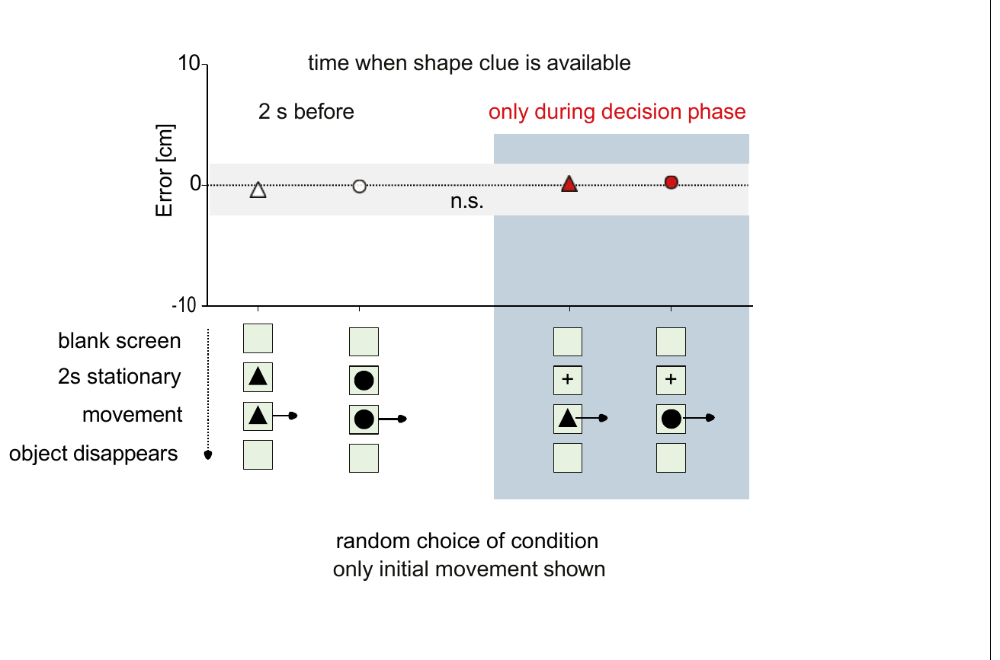 10
time when shape clue is available
2 s before
only during decision phase
Error [cm]
0
n.s.
-10
blank screen
2s stationary
+ +
movement
object disappears
random choice of condition
only initial movement shown